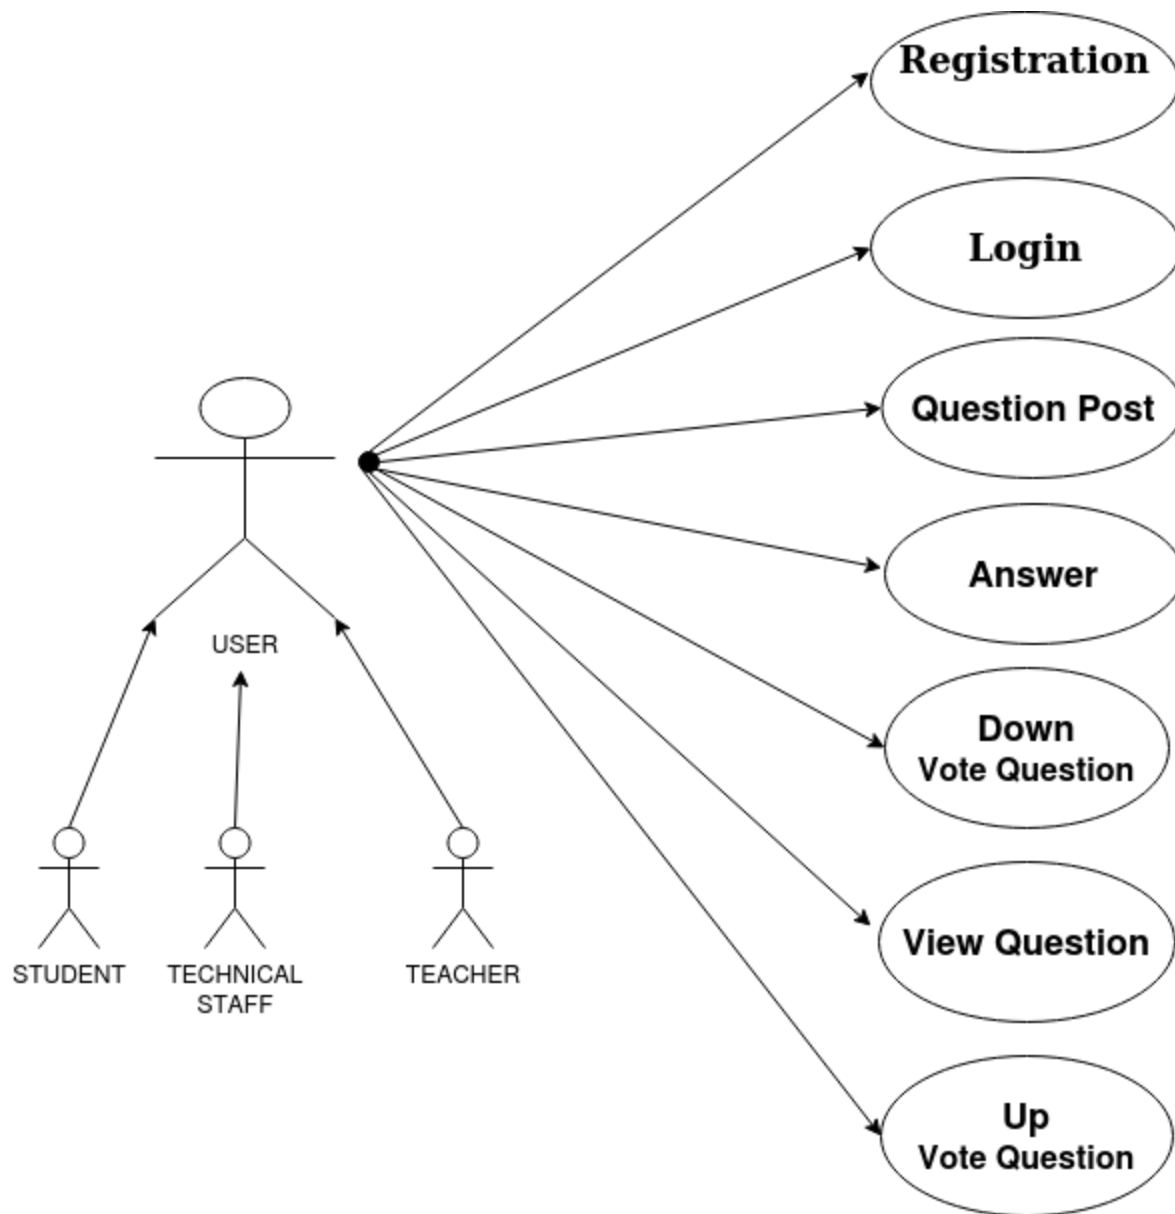 Registration
Login
Question Post
Answer
Down
Vote Question
View Question
Up
Vote Question
USER
STUDENT
TECHNICAL
STAFF
TEACHER